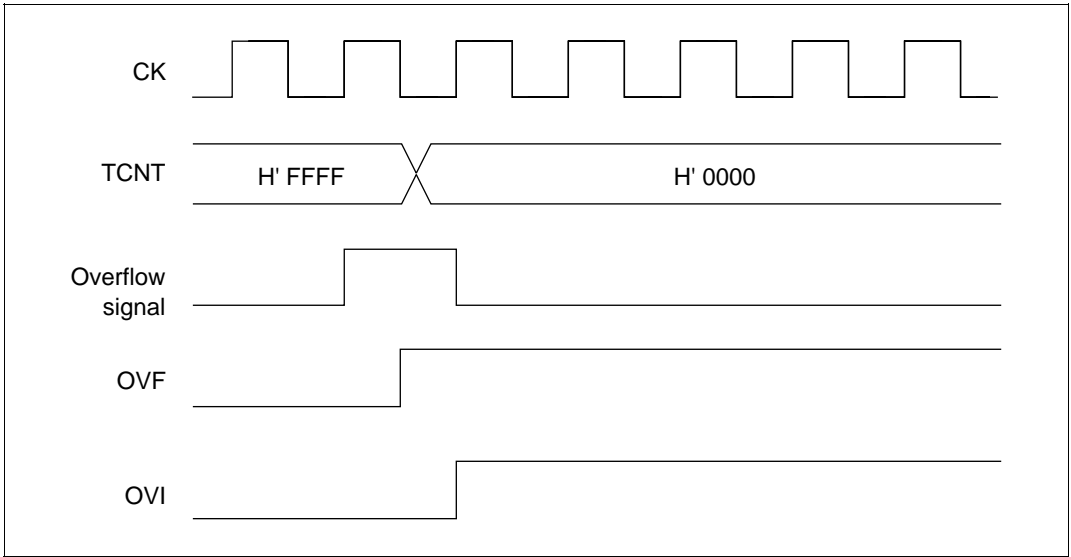 CK
TCNT
H' FFFF
H' 0000
Overflow
signal
OVF
OVI